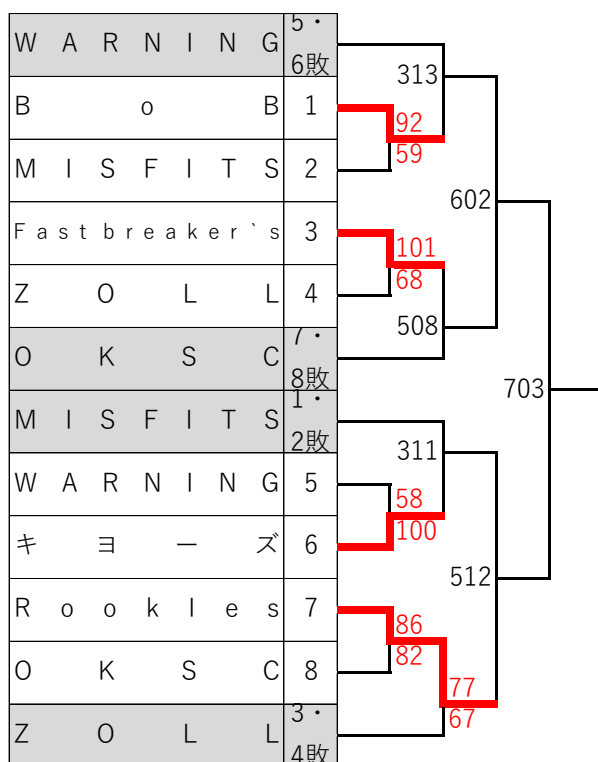 WARNING 5・6敗
BoB 1
MISFITS 2
Fastbreaker`s 3
ZOLL 4
OKSC 7・8敗
MISFITS 1・2敗
WARNING 5
キヨーズ 6
Rookles 7
OKSC 8
ZOLL 3・4敗
313
92
59
602
101
68
508
703
311
58
100
512
86
82
77
67